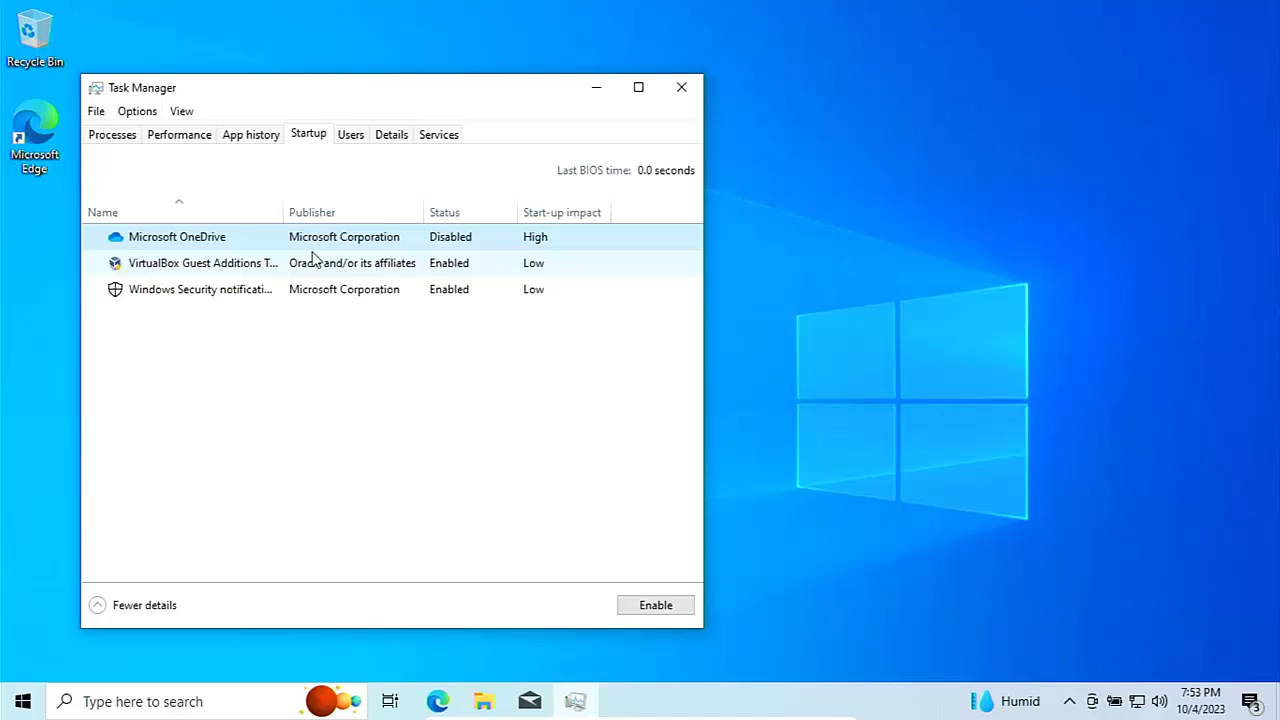 Recycle Bin
Microsoft
Edge
Task Manager
File Options View
Processes Performance App history Startup Users Details Services
Last BIOS time: 0.0 seconds
Name Publisher Status Start-up impact
Microsoft OneDrive Microsoft Corporation Disabled High
VirtualBox Guest Additions T... and/or its affiliates Enabled Low
Windows Security notificati... Microsoft Corporation Enabled Low
Fewer details Enable
Type here to search
Humid
7:53 PM
10/4/2023
3